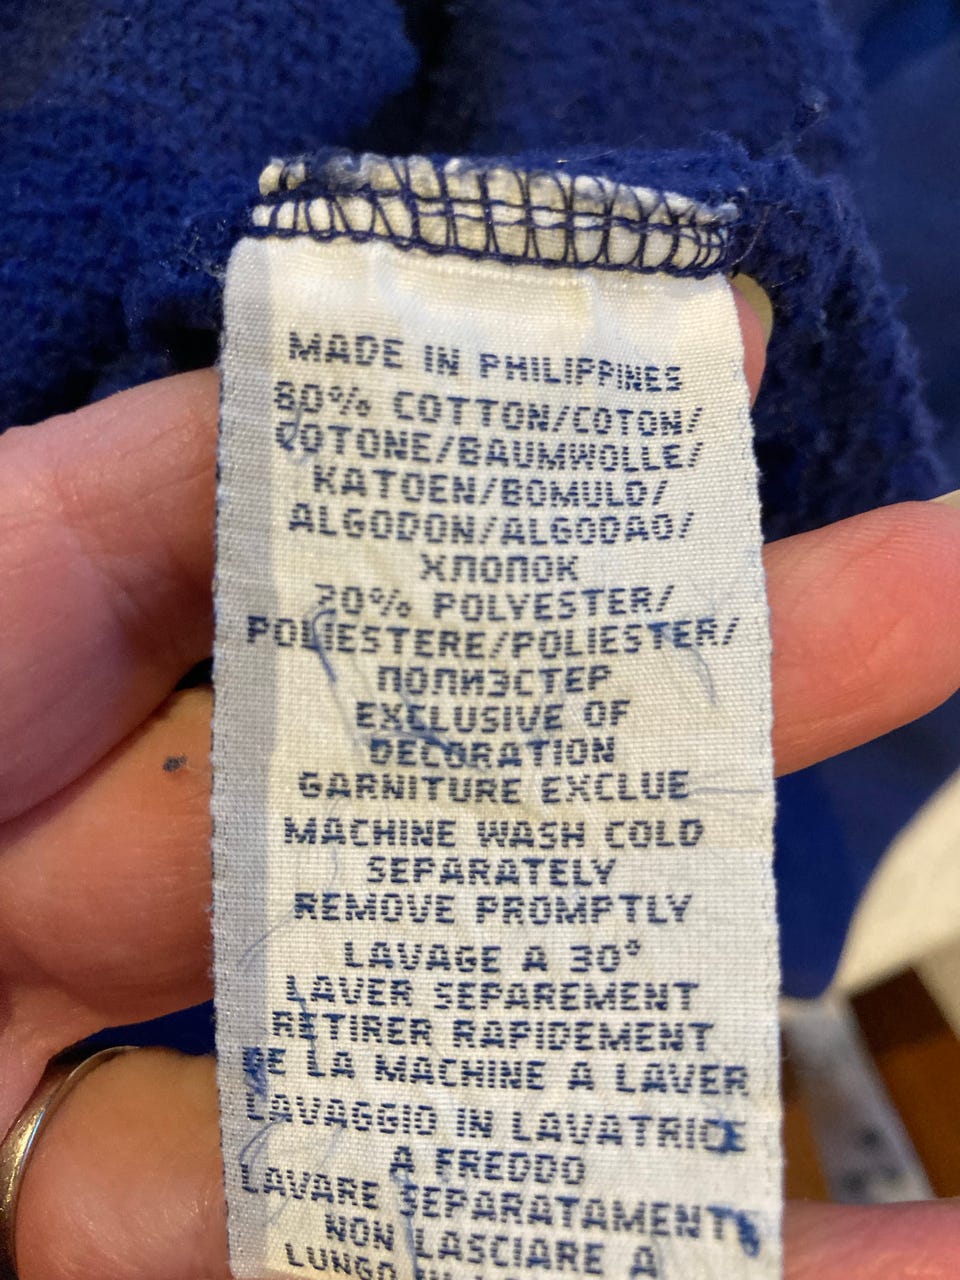 MADE IN PHILIPPINES
80% COTTON/COTON/
COTONE/BAUMWOLLE/
KATOEN/BOMULD/
ALGODON/ALGODAO/
ХЛОПОК
20% POLYESTER/
POLIESTERE/POLIESTER/
ПОЛИЭСТЕР
EXCLUSIVE OF
DECORATION
GARNITURE EXCLUE
MACHINE WASH COLD
SEPARATELY
REMOVE PROMPTLY
LAVAGE A 30°
LAVER SEPAREMENT
RETIRER RAPIDEMENT
DE LA MACHINE A LAVER
LAVAGGIO IN LAVATRICE
A FREDDO
LAVARE SEPARATAMENTE
NON LASCIARE A
LUNGO